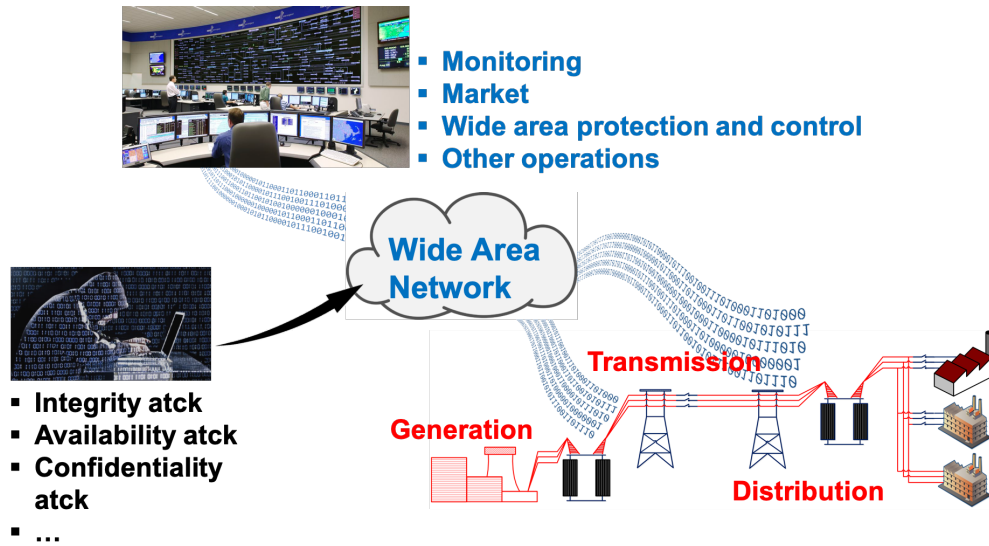 ▪ Monitoring
▪ Market
▪ Wide area protection and control
▪ Other operations
Wide Area
Network
▪ Integrity atck
▪ Availability atck
▪ Confidentiality
atck
▪ ...
Generation
Transmission
Distribution